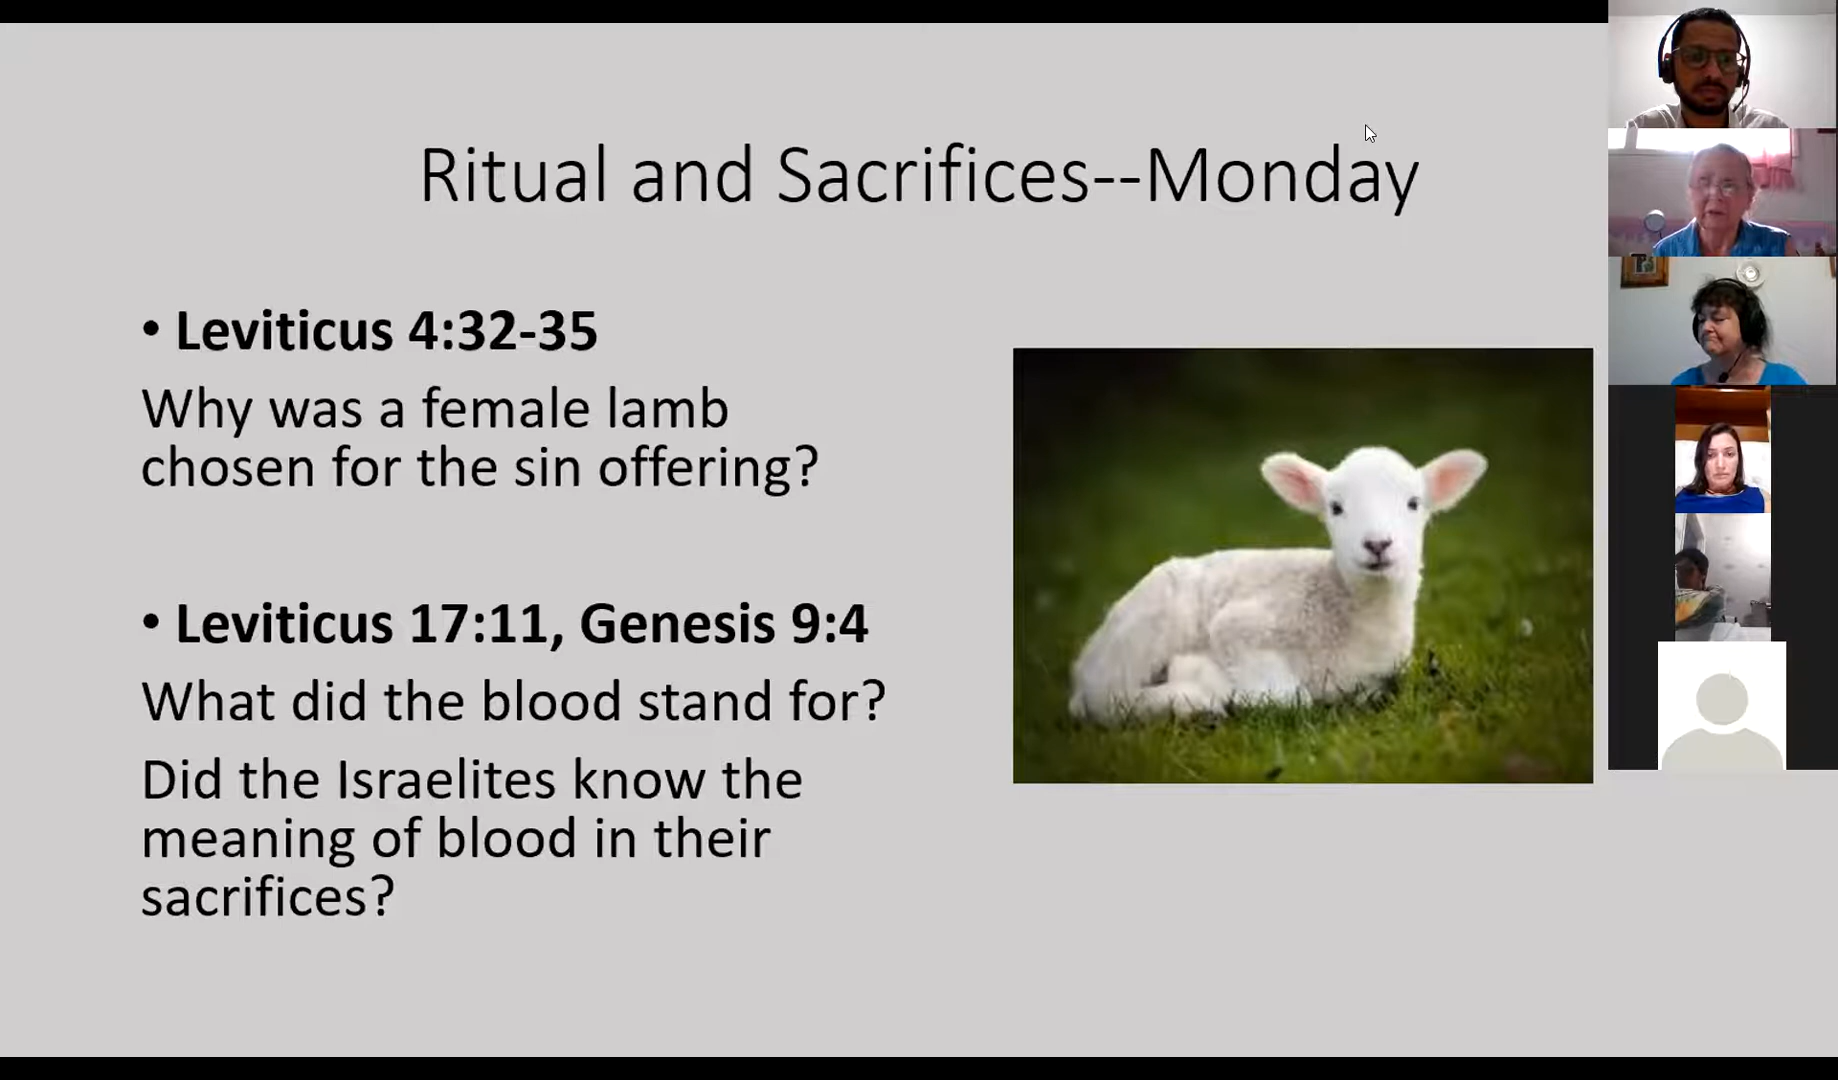 Ritual and Sacrifices--Monday
• Leviticus 4:32-35
Why was a female lamb
chosen for the sin offering?
• Leviticus 17:11, Genesis 9:4
What did the blood stand for?
Did the Israelites know the
meaning of blood in their
sacrifices?